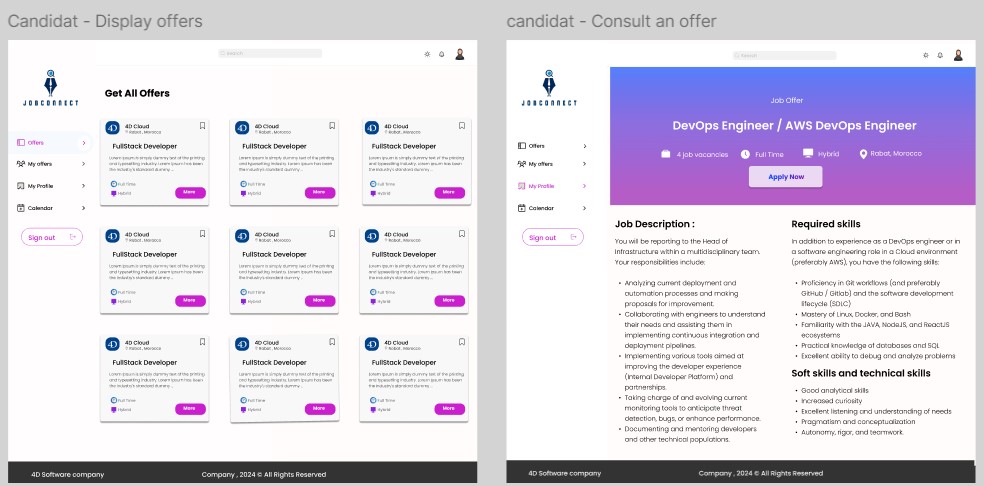 Candidat - Display offers
Search
JOBCONNECT
Offers
My offers
My Profile
Calendar
Sign out
Get All Offers
4D Cloud
Rabat , Morocco
FullStack Developer
Lorem Ipsum is simply dummy text of the printing
and typesetting industry. Lorem Ipsum has been
the industry's standard dummy ...
Full Time
Hybrid
More
4D Cloud
Rabat , Morocco
FullStack Developer
Lorem Ipsum is simply dummy text of the printing
and typesetting industry. Lorem Ipsum has been
the industry's standard dummy ...
Full Time
Hybrid
More
4D Cloud
Rabat , Morocco
FullStack Developer
Lorem Ipsum is simply dummy text of the printing
and typesetting industry. Lorem Ipsum has been
the industry's standard dummy ...
Full Time
Hybrid
More
4D Cloud
Rabat , Morocco
FullStack Developer
Lorem Ipsum is simply dummy text of the printing
and typesetting industry. Lorem Ipsum has been
the industry's standard dummy ...
Full Time
Hybrid
More
4D Cloud
Rabat , Morocco
FullStack Developer
Lorem Ipsum is simply dummy text of the printing
and typesetting industry. Lorem Ipsum has been
the industry's standard dummy ...
Full Time
Hybrid
More
4D Cloud
Rabat , Morocco
FullStack Developer
Lorem Ipsum is simply dummy text of the printing
and typesetting industry. Lorem Ipsum has been
the industry's standard dummy ...
Full Time
Hybrid
More
4D Cloud
Rabat , Morocco
FullStack Developer
Lorem Ipsum is simply dummy text of the printing
and typesetting industry. Lorem Ipsum has been
the industry's standard dummy ...
Full Time
Hybrid
More
4D Cloud
Rabat , Morocco
FullStack Developer
Lorem Ipsum is simply dummy text of the printing
and typesetting industry. Lorem Ipsum has been
the industry's standard dummy ...
Full Time
Hybrid
More
4D Cloud
Rabat , Morocco
FullStack Developer
Lorem Ipsum is simply dummy text of the printing
and typesetting industry. Lorem Ipsum has been
the industry's standard dummy ...
Full Time
Hybrid
More
4D Software company
Company , 2024 © All Rights Reserved
candidat - Consult an offer
Search
JOBCONNECT
Offers
My offers
My Profile
Calendar
Sign out
Job Offer
DevOps Engineer / AWS DevOps Engineer
4 job vacancies
Full Time
Hybrid
Rabat, Morocco
Apply Now
Job Description :
You will be reporting to the Head of
Infrastructure within a multidisciplinary team.
Your responsibilities include:
• Analyzing current deployment and
automation processes and making
proposals for improvement.
• Collaborating with engineers to understand
their needs and assisting them in
implementing continuous integration and
deployment pipelines.
• Implementing various tools aimed at
improving the developer experience
(Internal Developer Platform) and
partnerships.
• Taking charge of and evolving current
monitoring tools to anticipate threat
detection, bugs, or enhance performance.
• Documenting and mentoring developers
and other technical populations.
Required skills
In addition to experience as a DevOps engineer or in
a software engineering role in a Cloud environment
(preferably AWS), you have the following skills:
• Proficiency in Git workflows (and preferably
GitHub / Gitlab) and the software development
lifecycle (SDLC)
• Mastery of Linux, Docker, and Bash
• Familiarity with the JAVA, NodeJS, and ReactJS
ecosystems
• Practical knowledge of databases and SQL
• Excellent ability to debug and analyze problems
Soft skills and technical skills
• Good analytical skills
• Increased curiosity
• Excellent listening and understanding of needs
• Pragmatism and conceptualization
• Autonomy, rigor, and teamwork.
4D Software company
Company , 2024 © All Rights Reserved